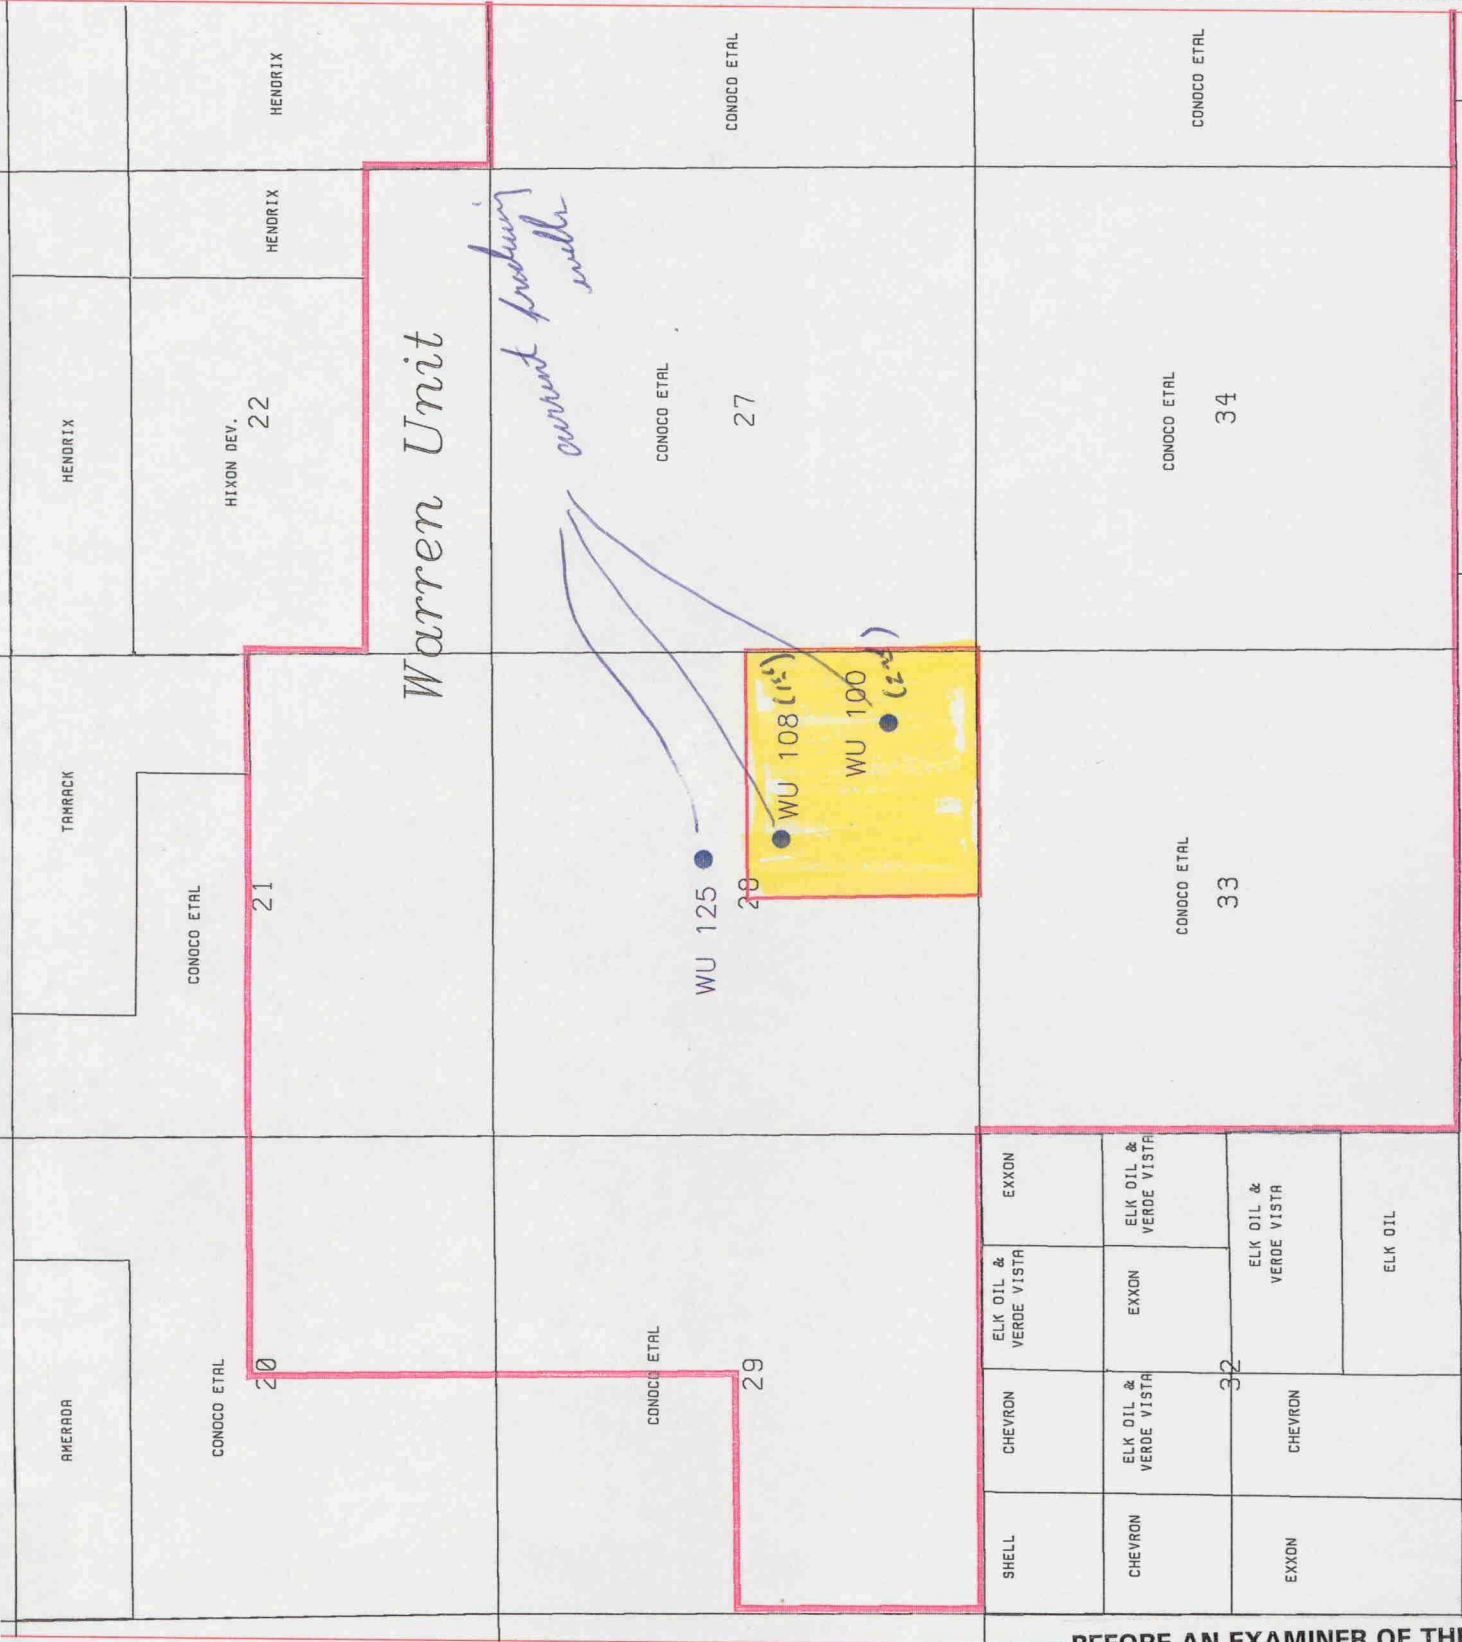 HENDRIX
HENDRIX
CONOCO ETAL
CONOCO ETAL
HENDRIX
HIXON DEV.
22
Warren Unit
current producing
wells
CONOCO ETAL
27
CONOCO ETAL
34
TAMRACK
CONOCO ETAL
21
WU 125
28
WU 108 (1st)
WU 100
(2nd)
CONOCO ETAL
33
AMERADA
CONOCO ETAL
20
CONOCO ETAL
29
EXXON
ELK OIL &
VERDE VISTA
ELK OIL &
VERDE VISTA
ELK OIL
ELK OIL &
VERDE VISTA
EXXON
32
CHEVRON
ELK OIL &
VERDE VISTA
CHEVRON
SHELL
CHEVRON
EXXON
BEFORE AN EXAMINER OF THE